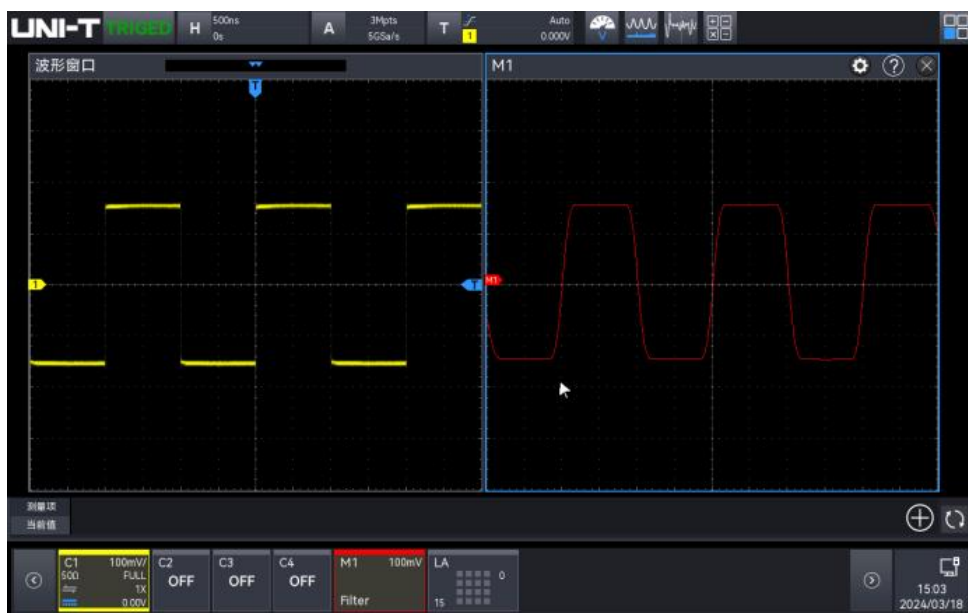 UNI-T TRIGED H 500ns 0s A 3Mpts 5GSa/s T 1 Auto 0.000V
波形窗口
M1
T
1
T
M1
测量项
当前值
C1 100mV/
50Ω FULL
1X
0.00V
C2
OFF
C3
OFF
C4
OFF
M1 100mV
Filter
LA
0
15
15:03
2024/03/18